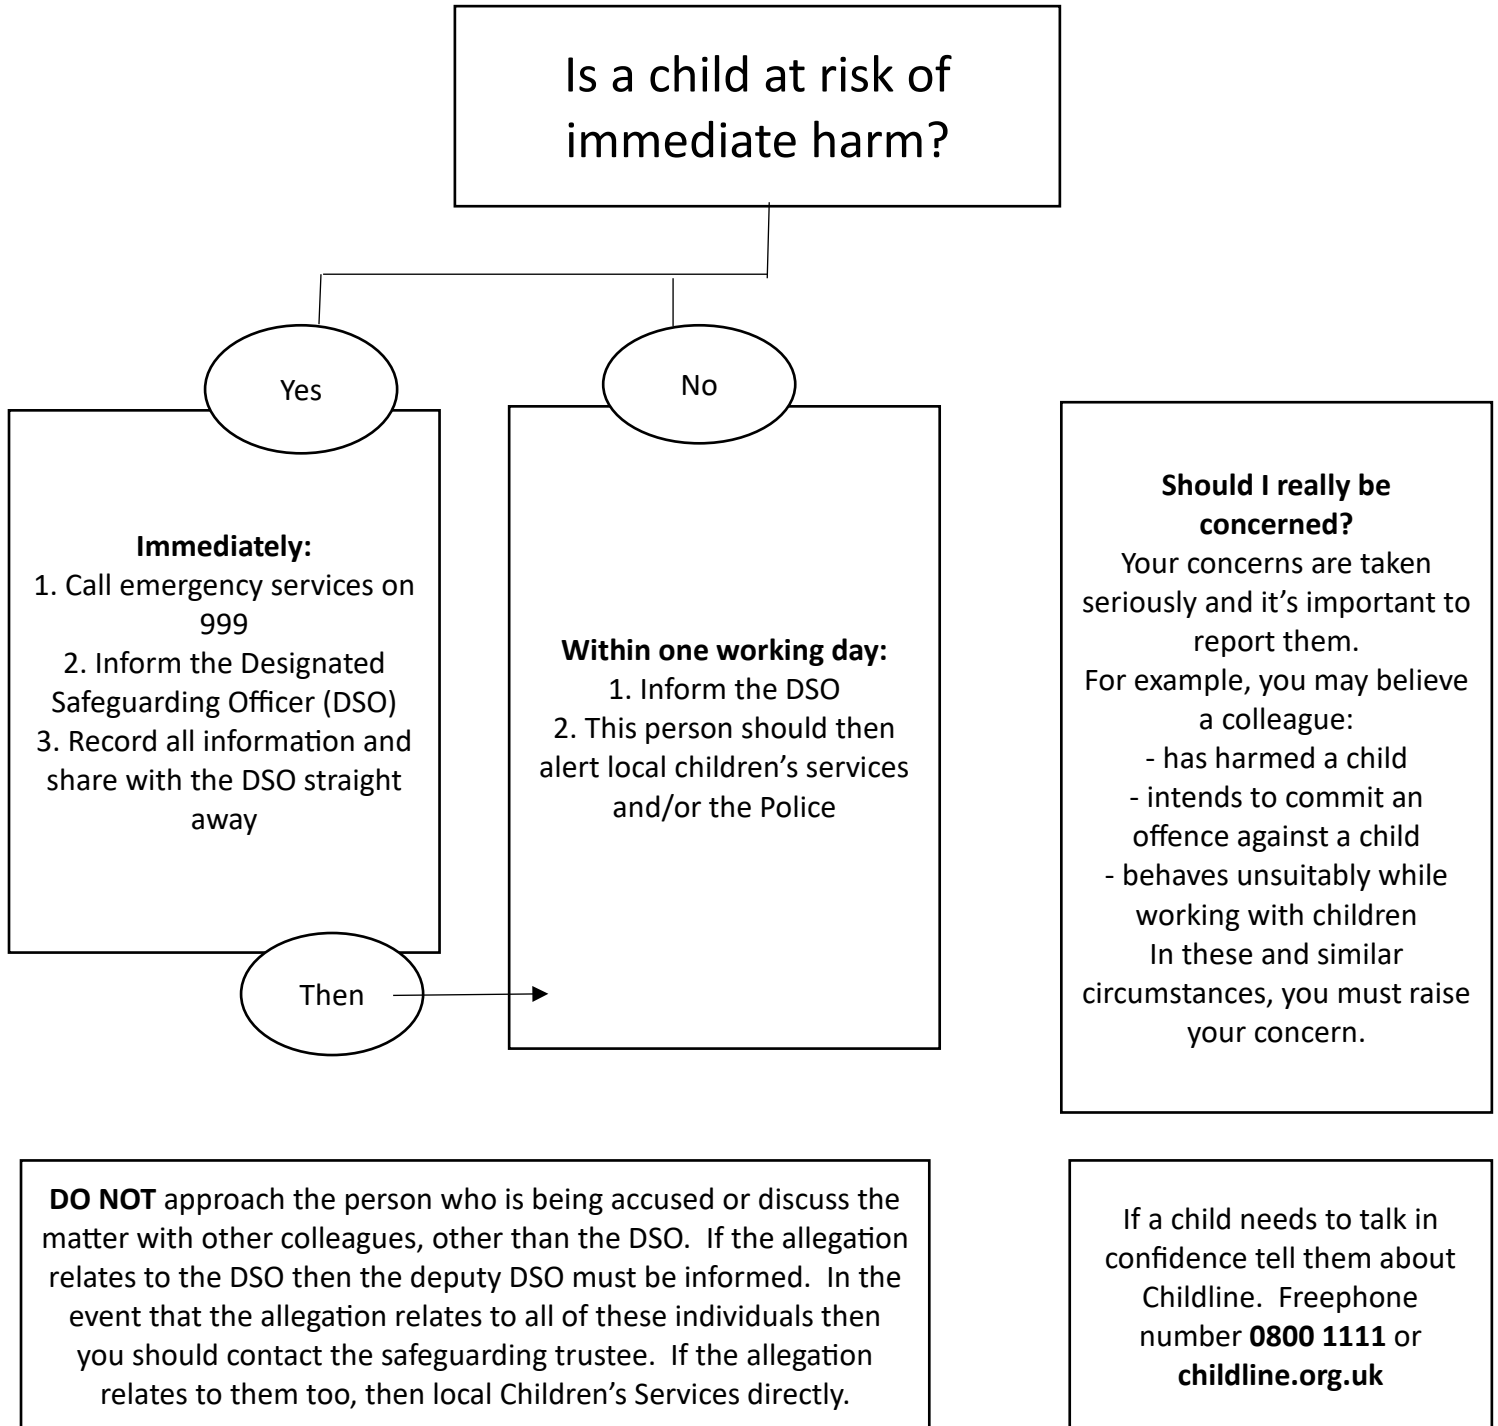 Is a child at risk of
immediate harm?
Yes
No
Immediately:
1. Call emergency services on
999
2. Inform the Designated
Safeguarding Officer (DSO)
3. Record all information and
share with the DSO straight
away
Then
Within one working day:
1. Inform the DSO
2. This person should then
alert local children’s services
and/or the Police
Should I really be
concerned?
Your concerns are taken
seriously and it’s important to
report them.
For example, you may believe
a colleague:
- has harmed a child
- intends to commit an
offence against a child
- behaves unsuitably while
working with children
In these and similar
circumstances, you must raise
your concern.
DO NOT approach the person who is being accused or discuss the
matter with other colleagues, other than the DSO.  If the allegation
relates to the DSO then the deputy DSO must be informed.  In the
event that the allegation relates to all of these individuals then
you should contact the safeguarding trustee.  If the allegation
relates to them too, then local Children’s Services directly.
If a child needs to talk in
confidence tell them about
Childline.  Freephone
number 0800 1111 or
childline.org.uk